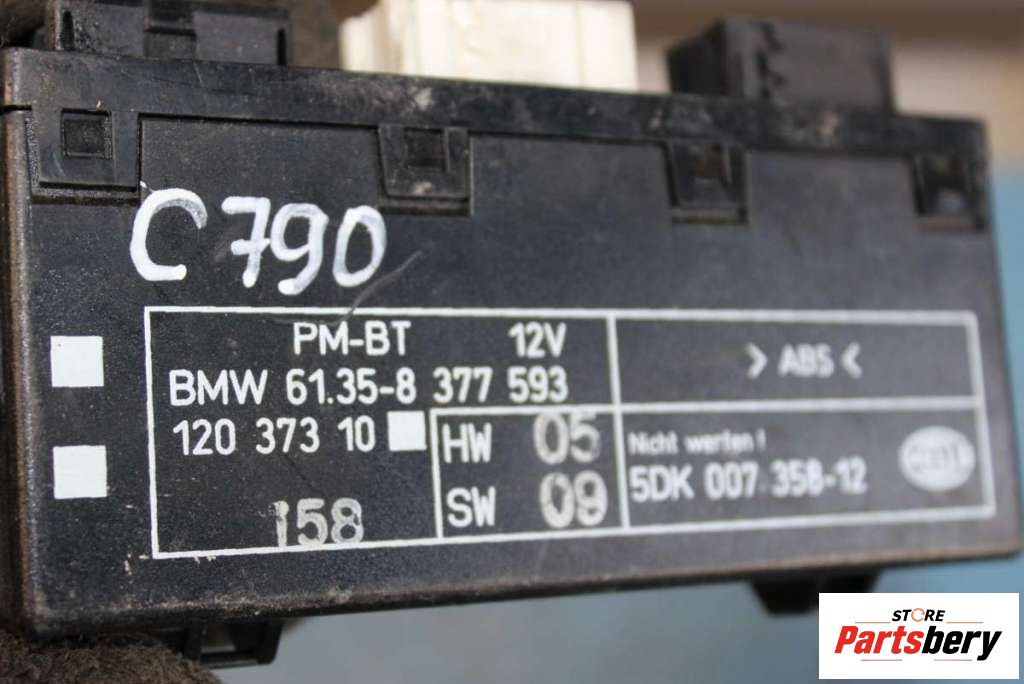 C790
PM-BT 12V
BMW 61.35-8 377 593
120 373 10
158
HW 05
SW 09
> ABS <
Nicht werfen!
5DK 007.358-12
STORE
Partsbery